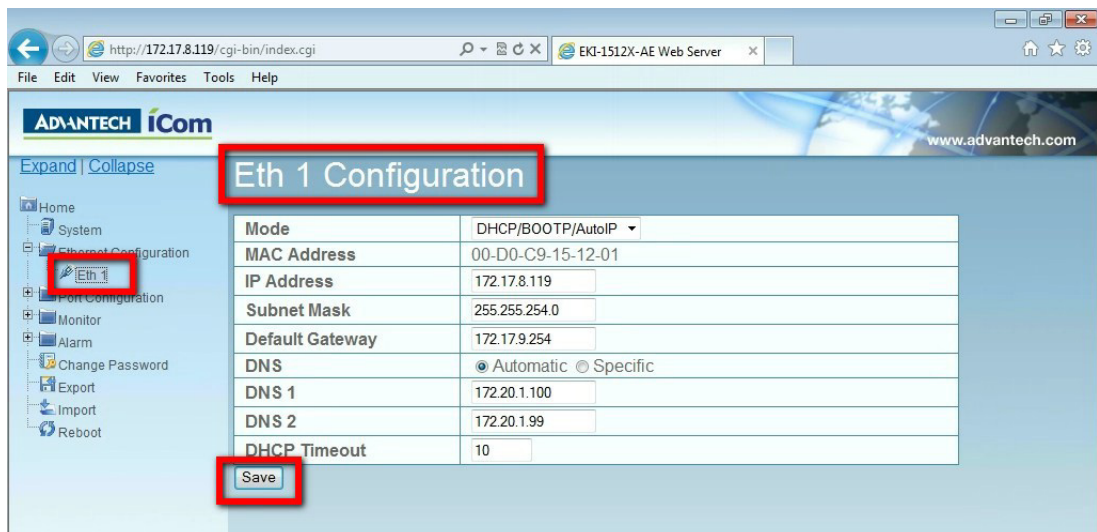 http://172.17.8.119/cgi-bin/index.cgi
EKI-1512X-AE Web Server
File Edit View Favorites Tools Help
ADVANTECH iCom
www.advantech.com
Expand | Collapse
Eth 1 Configuration
Home
System
Ethernet Configuration
Eth 1
Port Configuration
Monitor
Alarm
Change Password
Export
Import
Reboot
Mode DHCP/BOOTP/AutoIP
MAC Address 00-D0-C9-15-12-01
IP Address 172.17.8.119
Subnet Mask 255.255.254.0
Default Gateway 172.17.9.254
DNS Automatic Specific
DNS 1 172.20.1.100
DNS 2 172.20.1.99
DHCP Timeout 10
Save